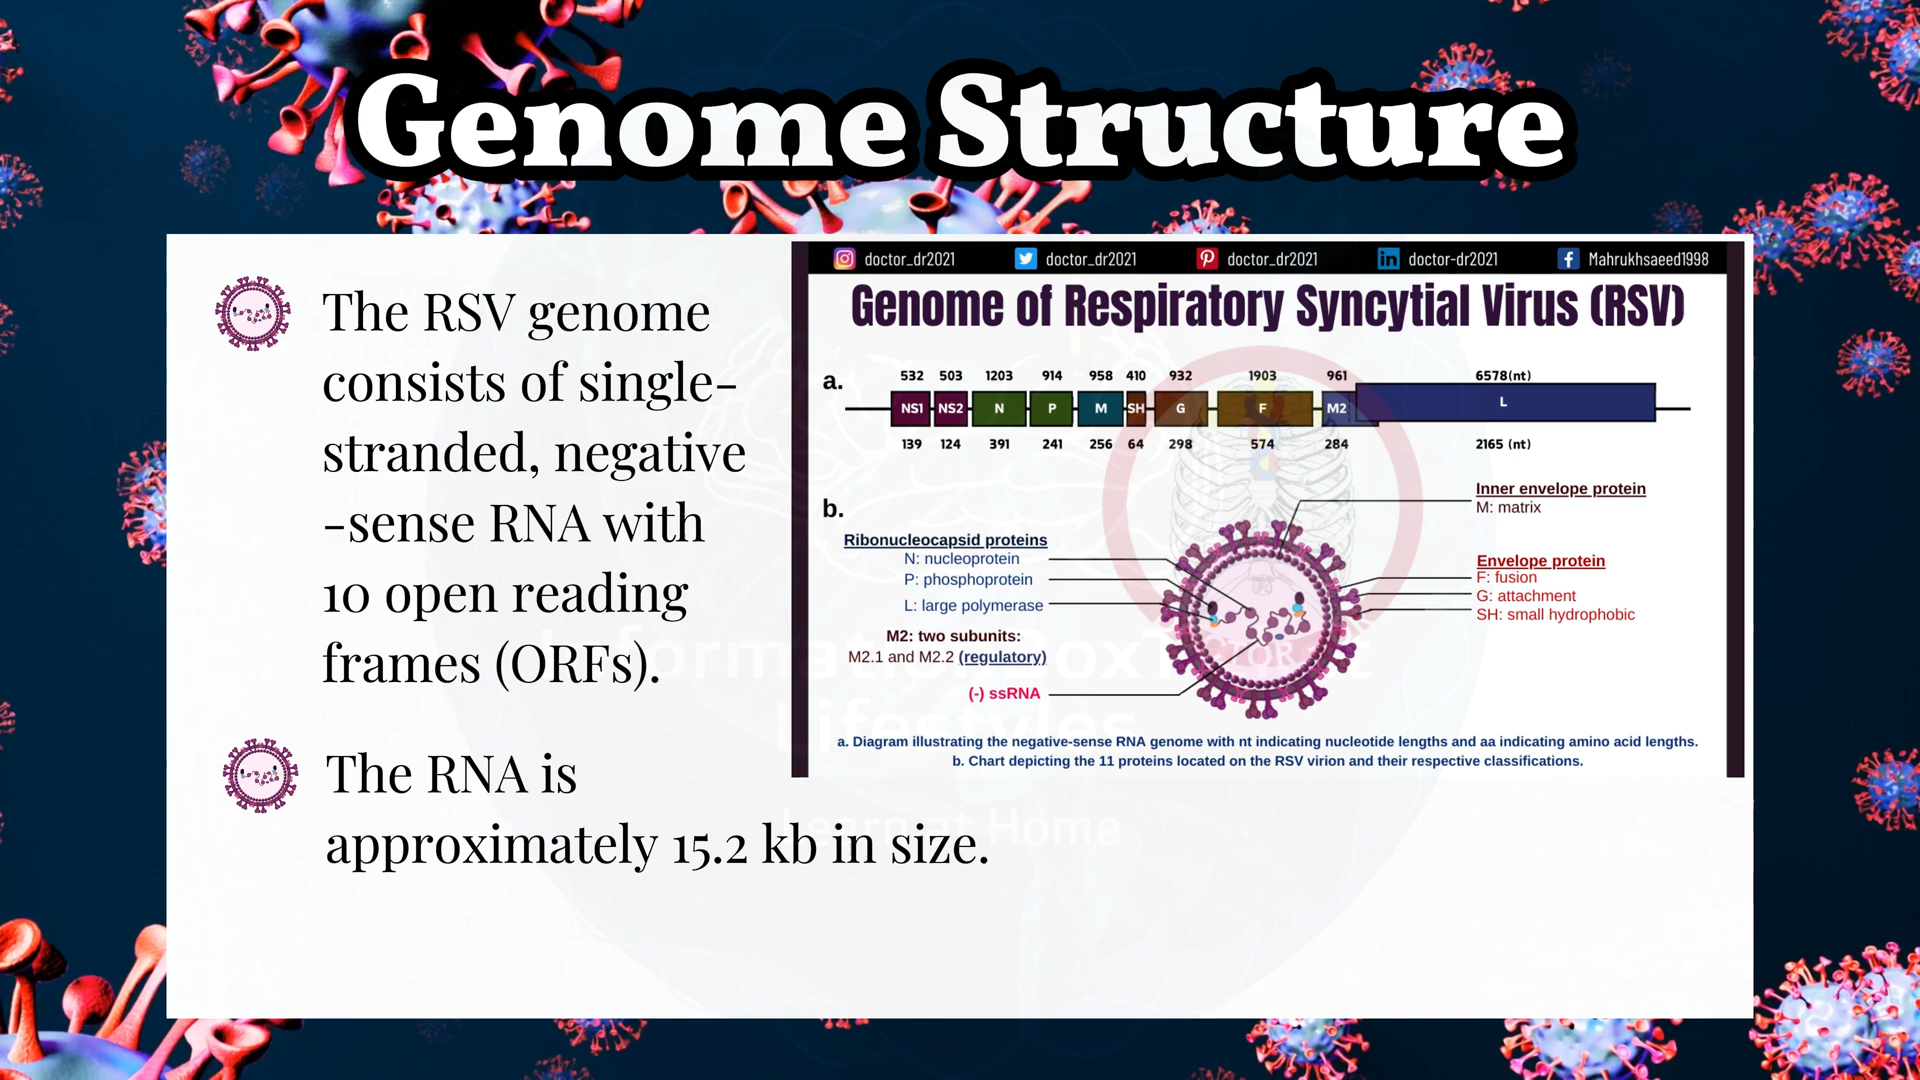 Genome Structure
The RSV genome
consists of single-
stranded, negative
-sense RNA with
10 open reading
frames (ORFs).
The RNA is
approximately 15.2 kb in size.
doctor_dr2021 doctor_dr2021 doctor_dr2021 doctor-dr2021 Mahrukhsaeed1998
Genome of Respiratory Syncytial Virus (RSV)
a.
532 503 1203 914 958 410 932 1903 961 6578(nt)
NS1 NS2 N P M SH G F M2 L
139 124 391 241 256 64 298 574 284 2165 (nt)
b.
Ribonucleocapsid proteins
N: nucleoprotein
P: phosphoprotein
L: large polymerase
M2: two subunits:
M2.1 and M2.2 (regulatory)
(-) ssRNA
Inner envelope protein
M: matrix
Envelope protein
F: fusion
G: attachment
SH: small hydrophobic
a. Diagram illustrating the negative-sense RNA genome with nt indicating nucleotide lengths and aa indicating amino acid lengths.
b. Chart depicting the 11 proteins located on the RSV virion and their respective classifications.
Lifestyles
Learn at Home